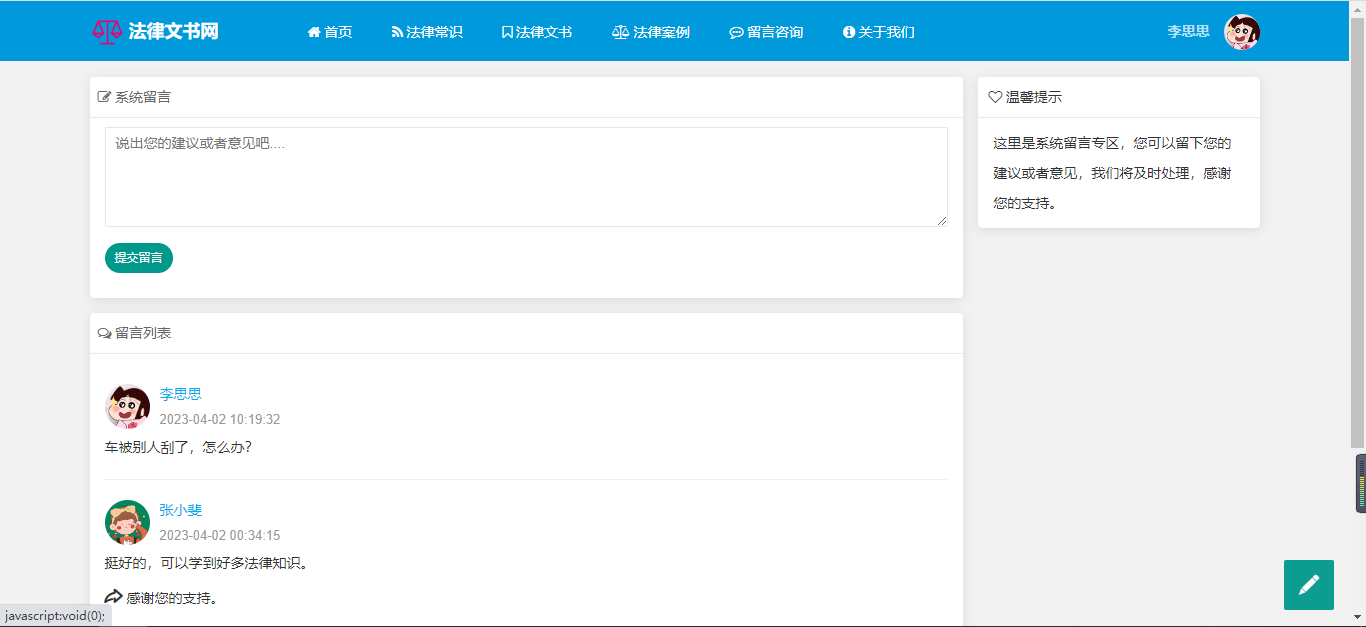 法律文书网
首页 法律常识 法律文书 法律案例 留言咨询 关于我们
李思思
系统留言
说出您的建议或者意见吧....
提交留言
温馨提示
这里是系统留言专区，您可以留下您的
建议或者意见，我们将及时处理，感谢
您的支持。
留言列表
李思思
2023-04-02 10:19:32
车被别人刮了，怎么办？
张小斐
2023-04-02 00:34:15
挺好的，可以学到好多法律知识。
感谢您的支持。
javascript:void(0);